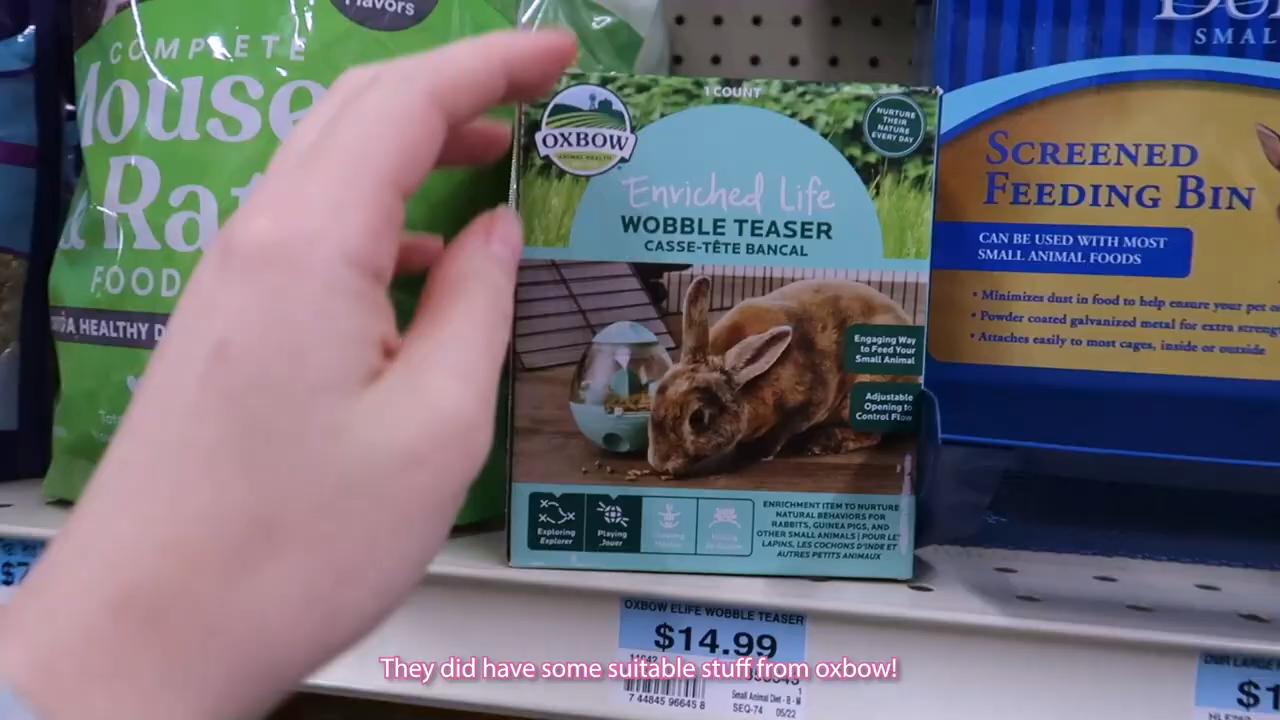 Flavors
COMPLETE
Mouse
& Rat
FOOD
A HEALTHY D
1 COUNT
OXBOW
ANIMAL HEALTH
NURTURE
THEIR
NATURE
EVERY DAY
Enriched Life
WOBBLE TEASER
CASSE-TÊTE BANCAL
Engaging Way
to Feed Your
Small Animal
Adjustable
Opening to
Control Flow
Exploring
Explorer
Playing
Jouer
ENRICHMENT ITEM TO NURTURE
NATURAL BEHAVIORS FOR
RABBITS, GUINEA PIGS, AND
OTHER SMALL ANIMALS | POUR LE
LAPINS, LES COCHONS D'INDE ET
AUTRES PETITS ANIMAUX
SMAL
SCREENED
FEEDING BIN
CAN BE USED WITH MOST
SMALL ANIMAL FOODS
• Minimizes dust in food to help ensure your pet
• Powder coated galvanized metal for extra streng
• Attaches easily to most cages, inside or outside
OXBOW ELIFE WOBBLE TEASER
$14.99
7 44845 96645 8
Small Animal Diet - B - M
SEQ-74 05/22
$7
$1
They did have some suitable stuff from oxbow!